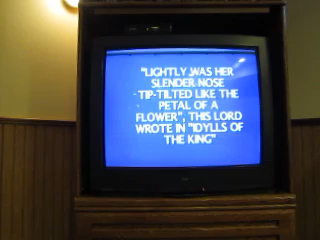 "LIGHTLY WAS HER
SLENDER NOSE
TIP-TILTED LIKE THE
PETAL OF A
FLOWER", THIS LORD
WROTE IN "IDYLLS OF
THE KING"